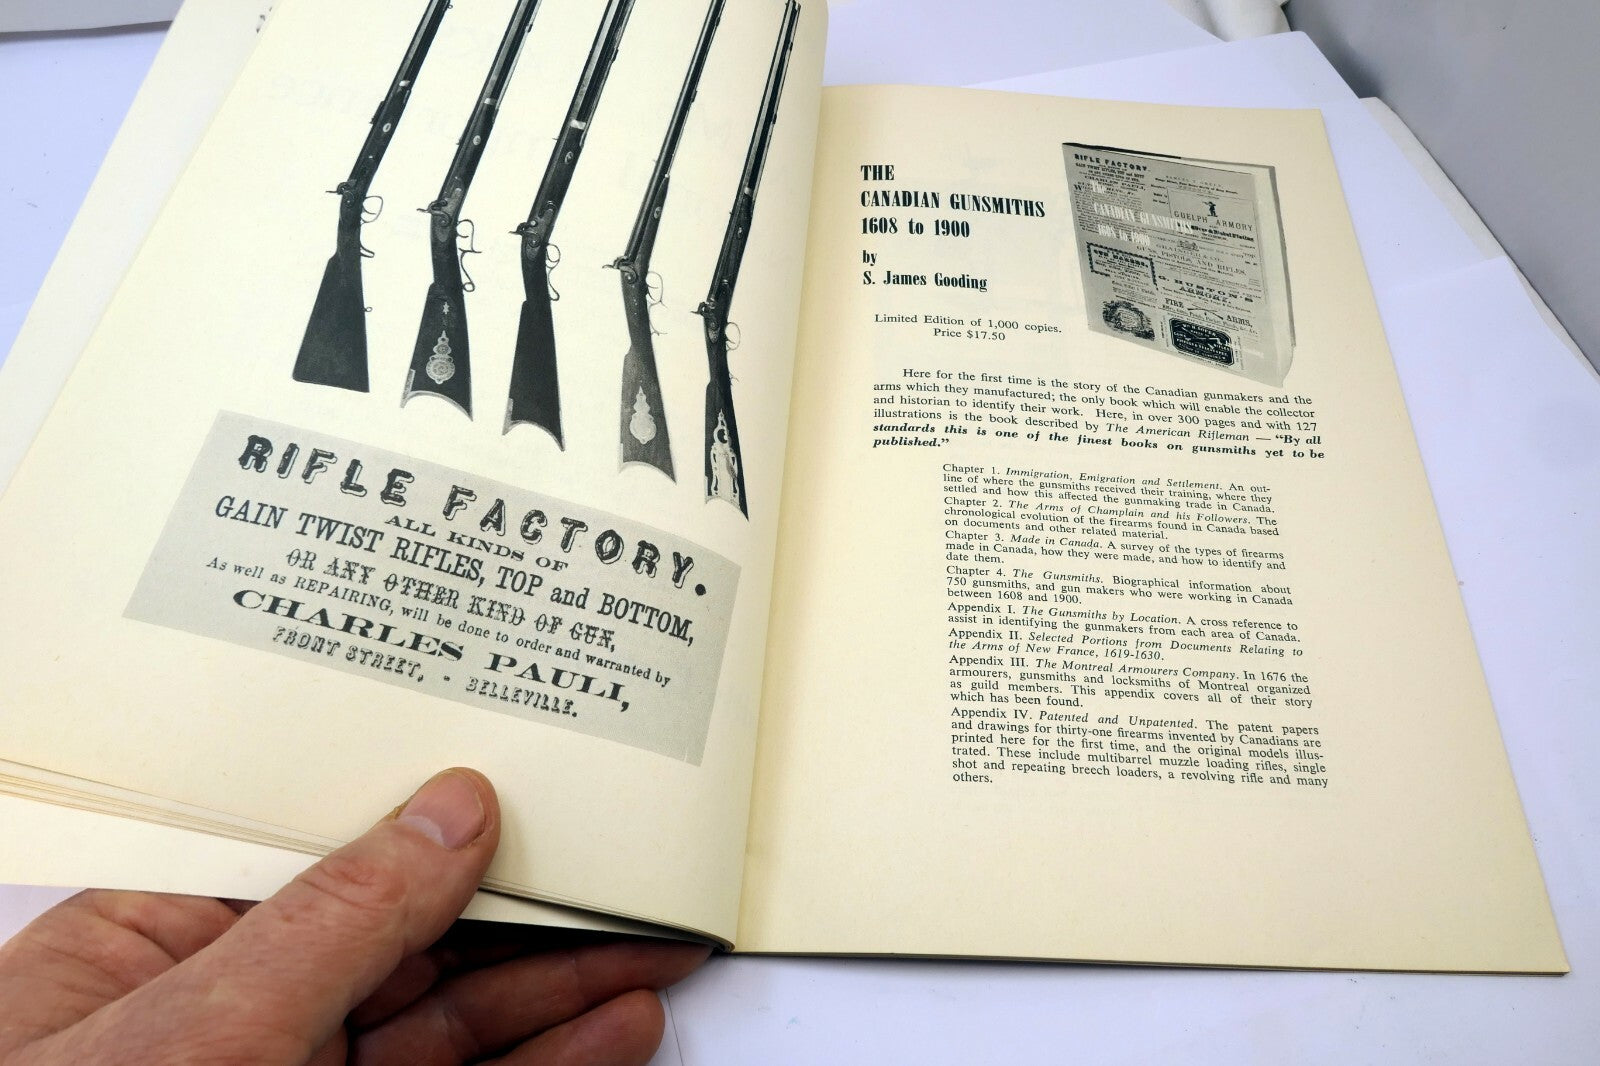 RIFLE FACTORY.
ALL KINDS OF
GAIN TWIST RIFLES, TOP and BOTTOM,
OR ANY OTHER KIND OF GUN,
As well as REPAIRING, will be done to order and warranted by
CHARLES PAULI,
FRONT STREET, - BELLEVILLE.
THE
CANADIAN GUNSMITHS
1608 to 1900
by
S. James Gooding
Limited Edition of 1,000 copies.
Price $17.50
RIFLE FACTORY
THE
CANADIAN GUNSMITHS
1608 to 1900
GUELPH ARMORY
PISTOLS AND RIFLES,
ARMORY,
FIRE ARMS,
Here for the first time is the story of the Canadian gunmakers and the
arms which they manufactured; the only book which will enable the collector
and historian to identify their work. Here, in over 300 pages and with 127
illustrations is the book described by The American Rifleman — “By all
standards this is one of the finest books on gunsmiths yet to be
published.”
Chapter 1. Immigration, Emigration and Settlement. An out-
line of where the gunsmiths received their training, where they
settled and how this affected the gunmaking trade in Canada.
Chapter 2. The Arms of Champlain and his Followers. The
chronological evolution of the firearms found in Canada based
on documents and other related material.
Chapter 3. Made in Canada. A survey of the types of firearms
made in Canada, how they were made, and how to identify and
date them.
Chapter 4. The Gunsmiths. Biographical information about
750 gunsmiths, and gun makers who were working in Canada
between 1608 and 1900.
Appendix I. The Gunsmiths by Location. A cross reference to
assist in identifying the gunmakers from each area of Canada.
Appendix II. Selected Portions from Documents Relating to
the Arms of New France, 1619-1630.
Appendix III. The Montreal Armourers Company. In 1676 the
armourers, gunsmiths and locksmiths of Montreal organized
as guild members. This appendix covers all of their story
which has been found.
Appendix IV. Patented and Unpatented. The patent papers
and drawings for thirty-one firearms invented by Canadians are
printed here for the first time, and the original models illus-
trated. These include multibarrel muzzle loading rifles, single
shot and repeating breech loaders, a revolving rifle and many
others.